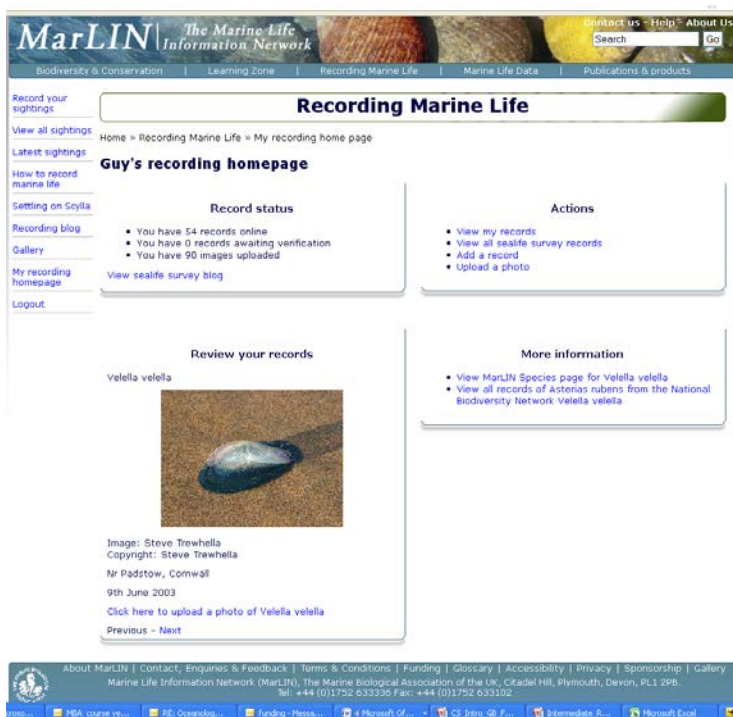 Contact us - Help - About Us
MarLIN
The Marine Life
Information Network
Search
Go
Biodiversity & Conservation | Learning Zone | Recording Marine Life | Marine Life Data | Publications & products
Record your
sightings
View all sightings
Latest sightings
How to record
marine life
Settling on Scylla
Recording blog
Gallery
My recording
homepage
Logout
Recording Marine Life
Home » Recording Marine Life » My recording home page
Guy's recording homepage
Record status
• You have 54 records online
• You have 0 records awaiting verification
• You have 90 images uploaded
View sealife survey blog
Actions
• View my records
• View all sealife survey records
• Add a record
• Upload a photo
Review your records
Velella velella
Image: Steve Trewhella
Copyright: Steve Trewhella
Nr Padstow, Cornwall
9th June 2003
Click here to upload a photo of Velella velella
Previous - Next
More information
• View MarLIN Species page for Velella velella
• View all records of Asterias rubens from the National
Biodiversity Network Velella velella
About MarLIN | Contact, Enquiries & Feedback | Terms & Conditions | Funding | Glossary | Accessibility | Privacy | Sponsorship | Gallery
Marine Life Information Network (MarLIN), The Marine Biological Association of the UK, Citadel Hill, Plymouth, Devon, PL1 2PB.
Tel: +44 (0)1752 633336 Fax: +44 (0)1752 633102
MBA course ve... RE: Oceanolog... funding - Messa... 4 Microsoft Of... CS Intro GB F... Intermediate R... Microsoft Excel